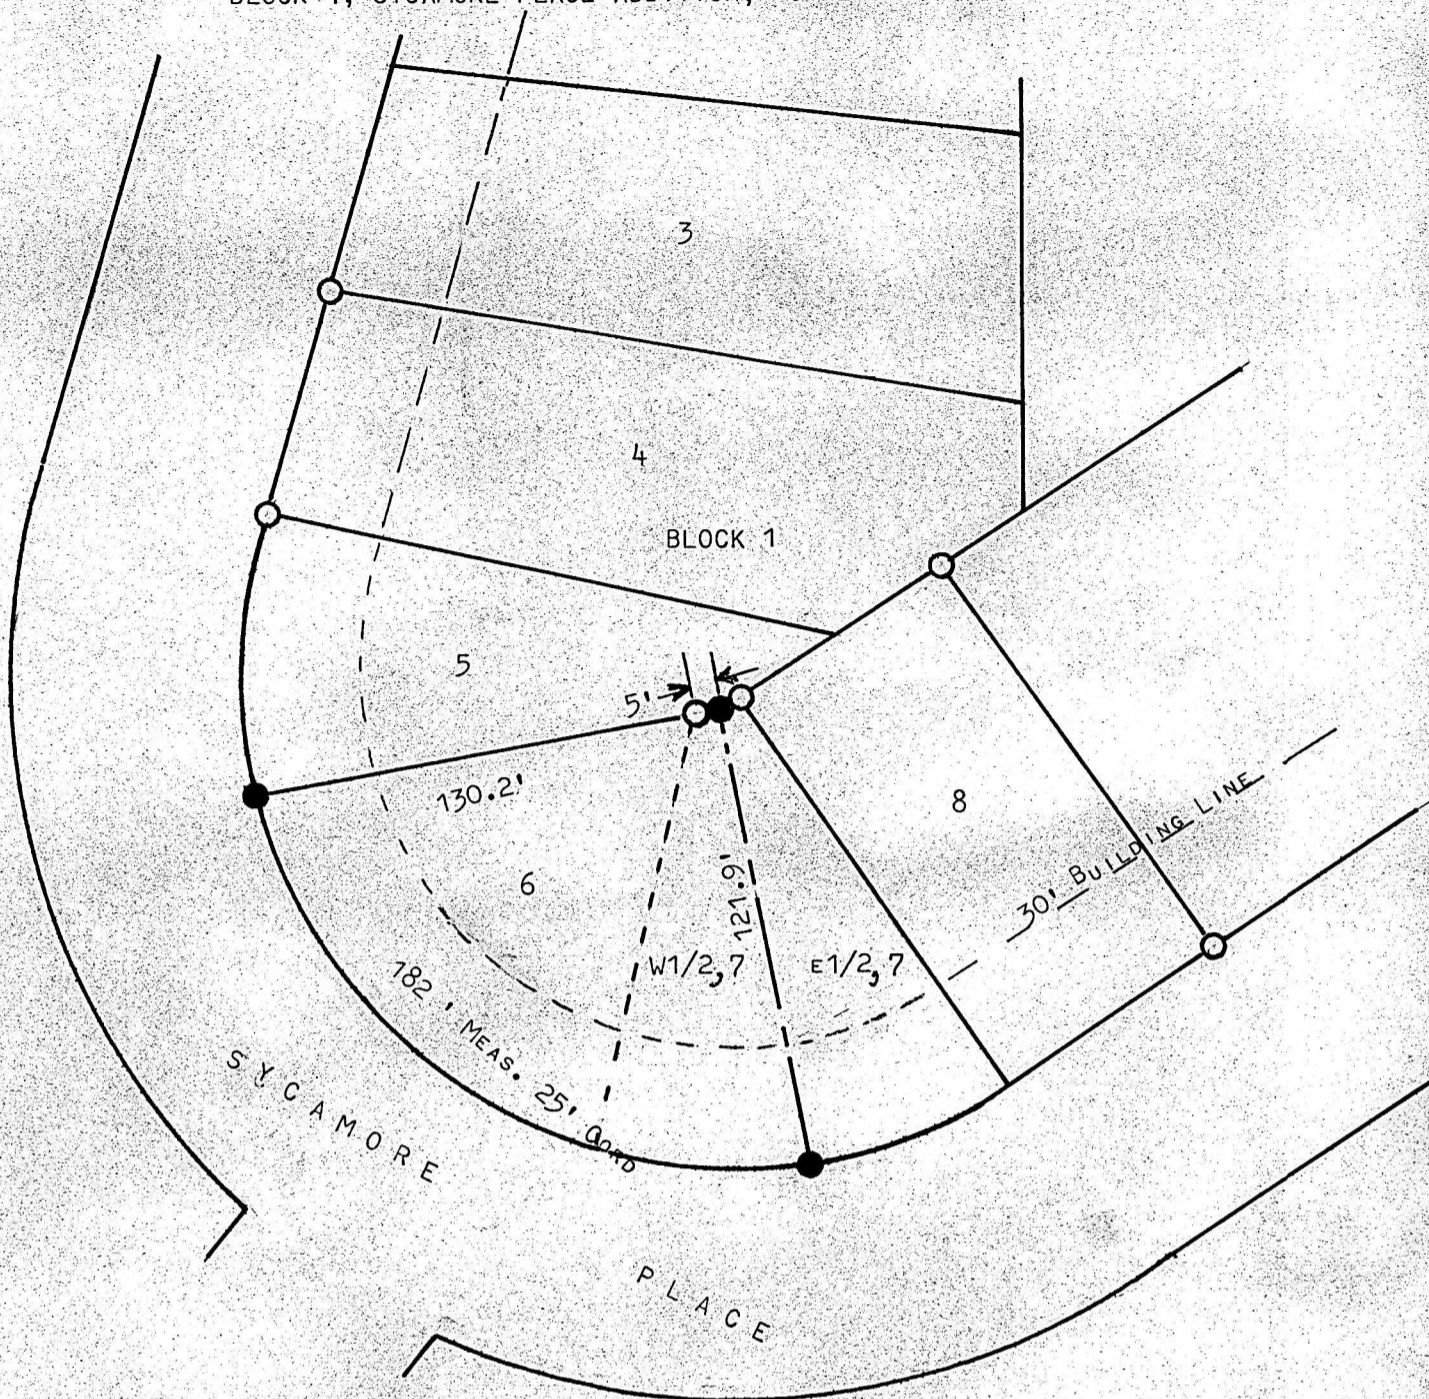 3
4
BLOCK 1
5
5'
130.2'
8
30' BUILDING LINE
6
121.9'
W1/2,7
E1/2,7
182' MEAS. 25' CORD
SYCAMORE
PLACE